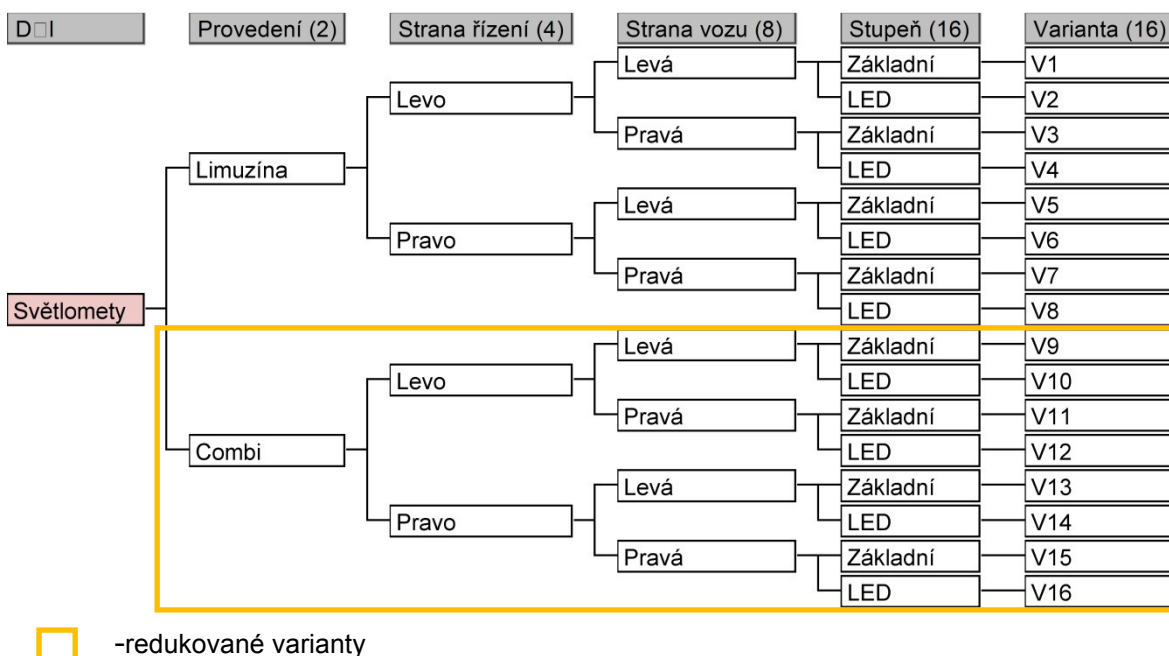 D□l Provedení (2) Strana řízení (4) Strana vozu (8) Stupeň (16) Varianta (16)
Levá Základní V1
Levo LED V2
Pravá Základní V3
Limuzína LED V4
Levá Základní V5
Pravo LED V6
Pravá Základní V7
Světlomety LED V8
Levá Základní V9
Levo LED V10
Pravá Základní V11
Combi LED V12
Levá Základní V13
Pravo LED V14
Pravá Základní V15
LED V16
-redukované varianty